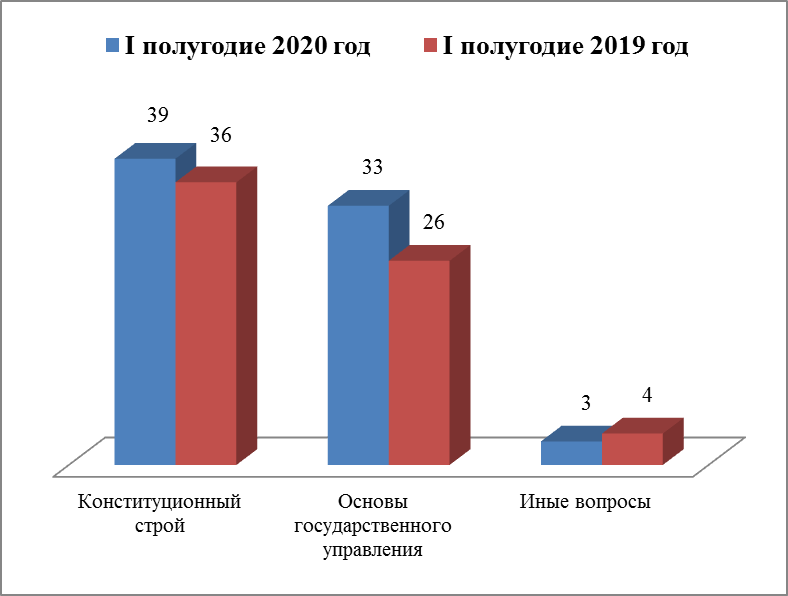 I полугодие 2020 год I полугодие 2019 год
39
36
33
26
3
4
Конституционный
строй
Основы
государственного
управления
Иные вопросы